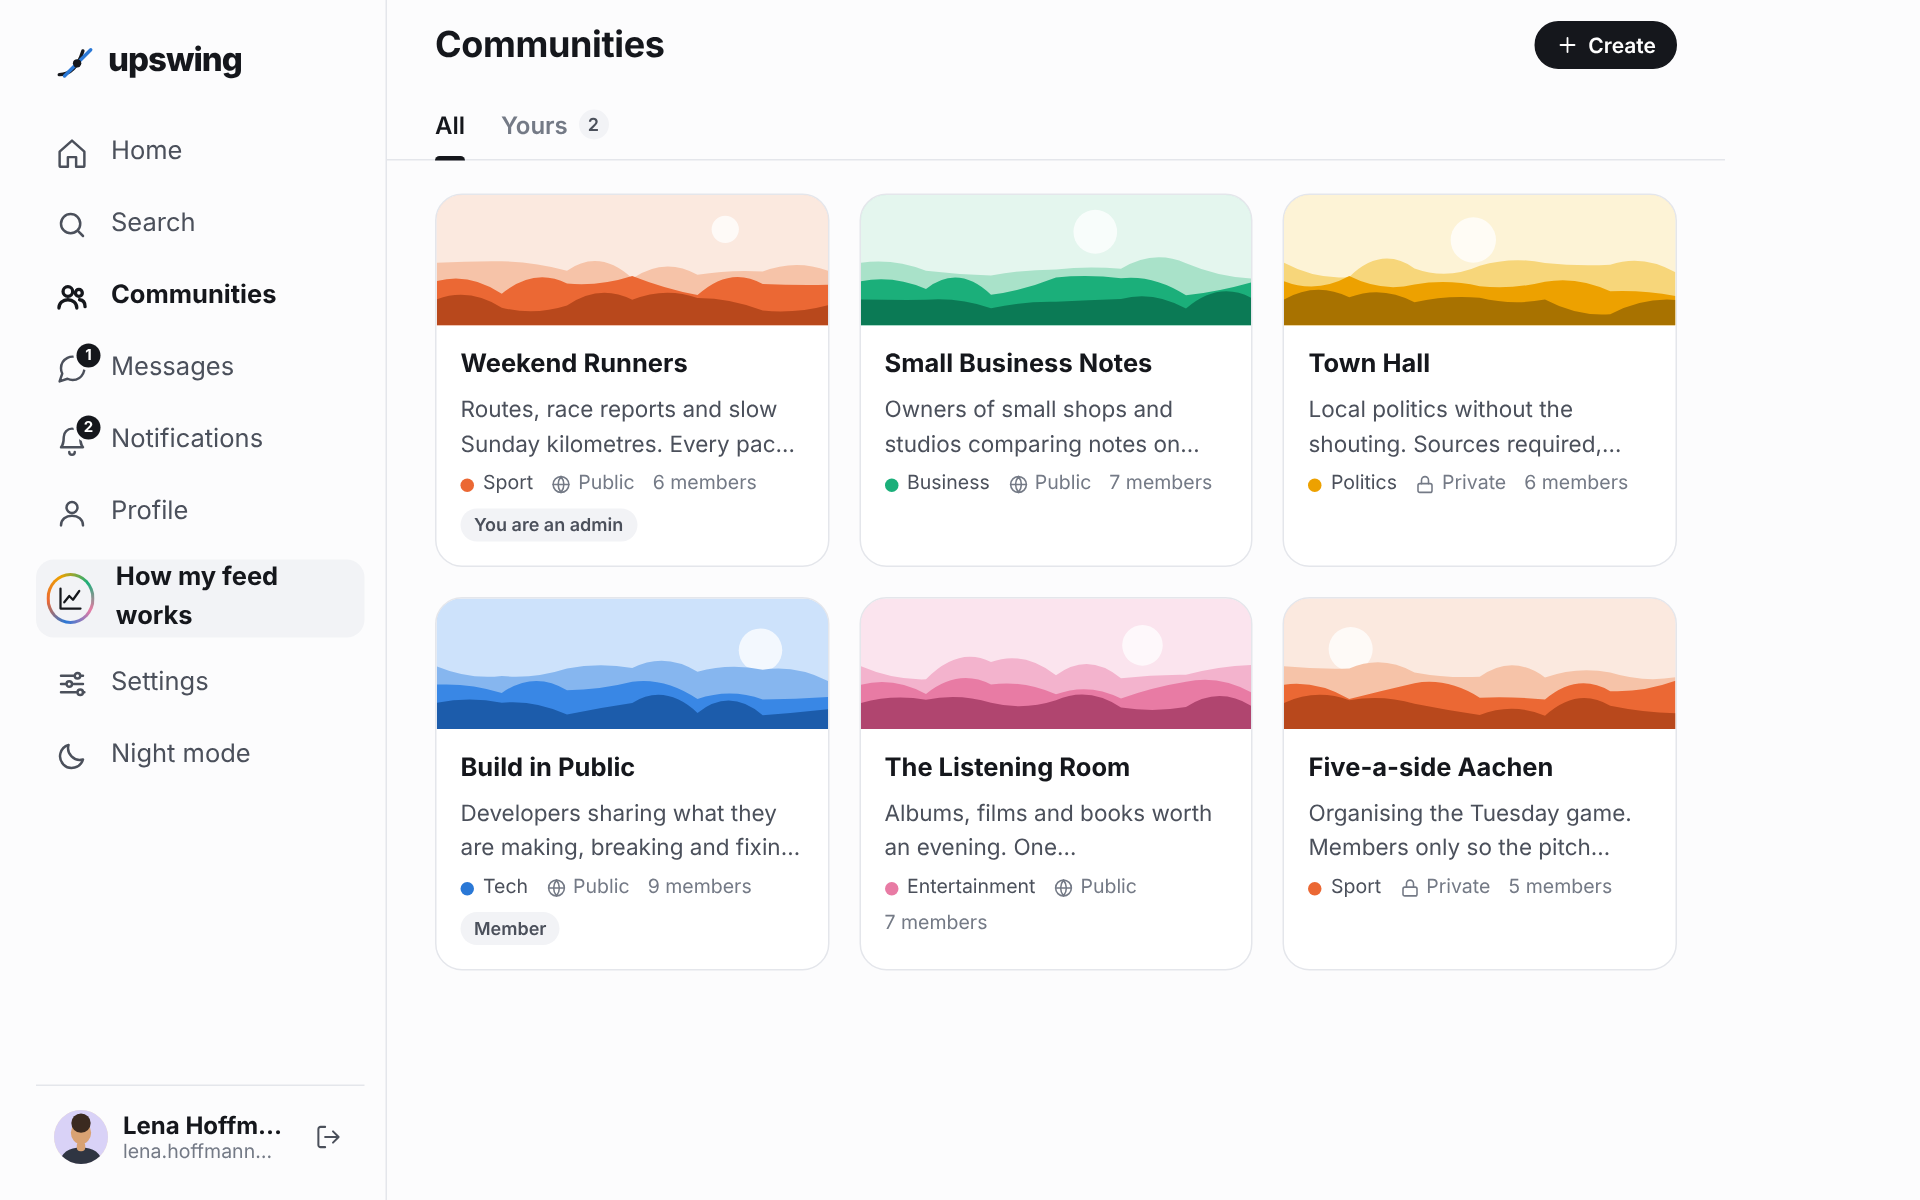 upswing
Home
Search
Communities
1
Messages
2
Notifications
Profile
How my feed
works
Settings
Night mode
Lena Hoffm...
lena.hoffmann...
Communities
+ Create
All
Yours 2
Weekend Runners
Routes, race reports and slow
Sunday kilometres. Every pac...
Sport Public 6 members
You are an admin
Small Business Notes
Owners of small shops and
studios comparing notes on...
Business Public 7 members
Town Hall
Local politics without the
shouting. Sources required,...
Politics Private 6 members
Build in Public
Developers sharing what they
are making, breaking and fixin...
Tech Public 9 members
Member
The Listening Room
Albums, films and books worth
an evening. One...
Entertainment Public
7 members
Five-a-side Aachen
Organising the Tuesday game.
Members only so the pitch...
Sport Private 5 members